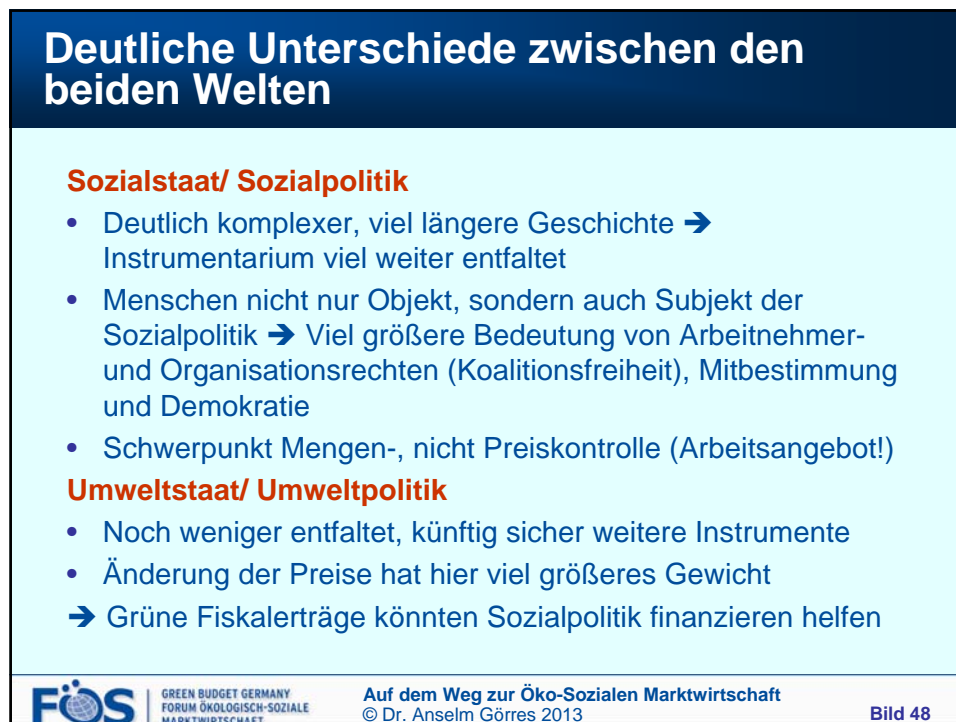 Deutliche Unterschiede zwischen den
beiden Welten
Sozialstaat/ Sozialpolitik
• Deutlich komplexer, viel längere Geschichte ➔
Instrumentarium viel weiter entfaltet
• Menschen nicht nur Objekt, sondern auch Subjekt der
Sozialpolitik ➔ Viel größere Bedeutung von Arbeitnehmer-
und Organisationsrechten (Koalitionsfreiheit), Mitbestimmung
und Demokratie
• Schwerpunkt Mengen-, nicht Preiskontrolle (Arbeitsangebot!)
Umweltstaat/ Umweltpolitik
• Noch weniger entfaltet, künftig sicher weitere Instrumente
• Änderung der Preise hat hier viel größeres Gewicht
➔ Grüne Fiskalerträge könnten Sozialpolitik finanzieren helfen
FÖS
GREEN BUDGET GERMANY
FORUM ÖKOLOGISCH-SOZIALE
MARKTWIRTSCHAFT
Auf dem Weg zur Öko-Sozialen Marktwirtschaft
© Dr. Anselm Görres 2013
Bild 48